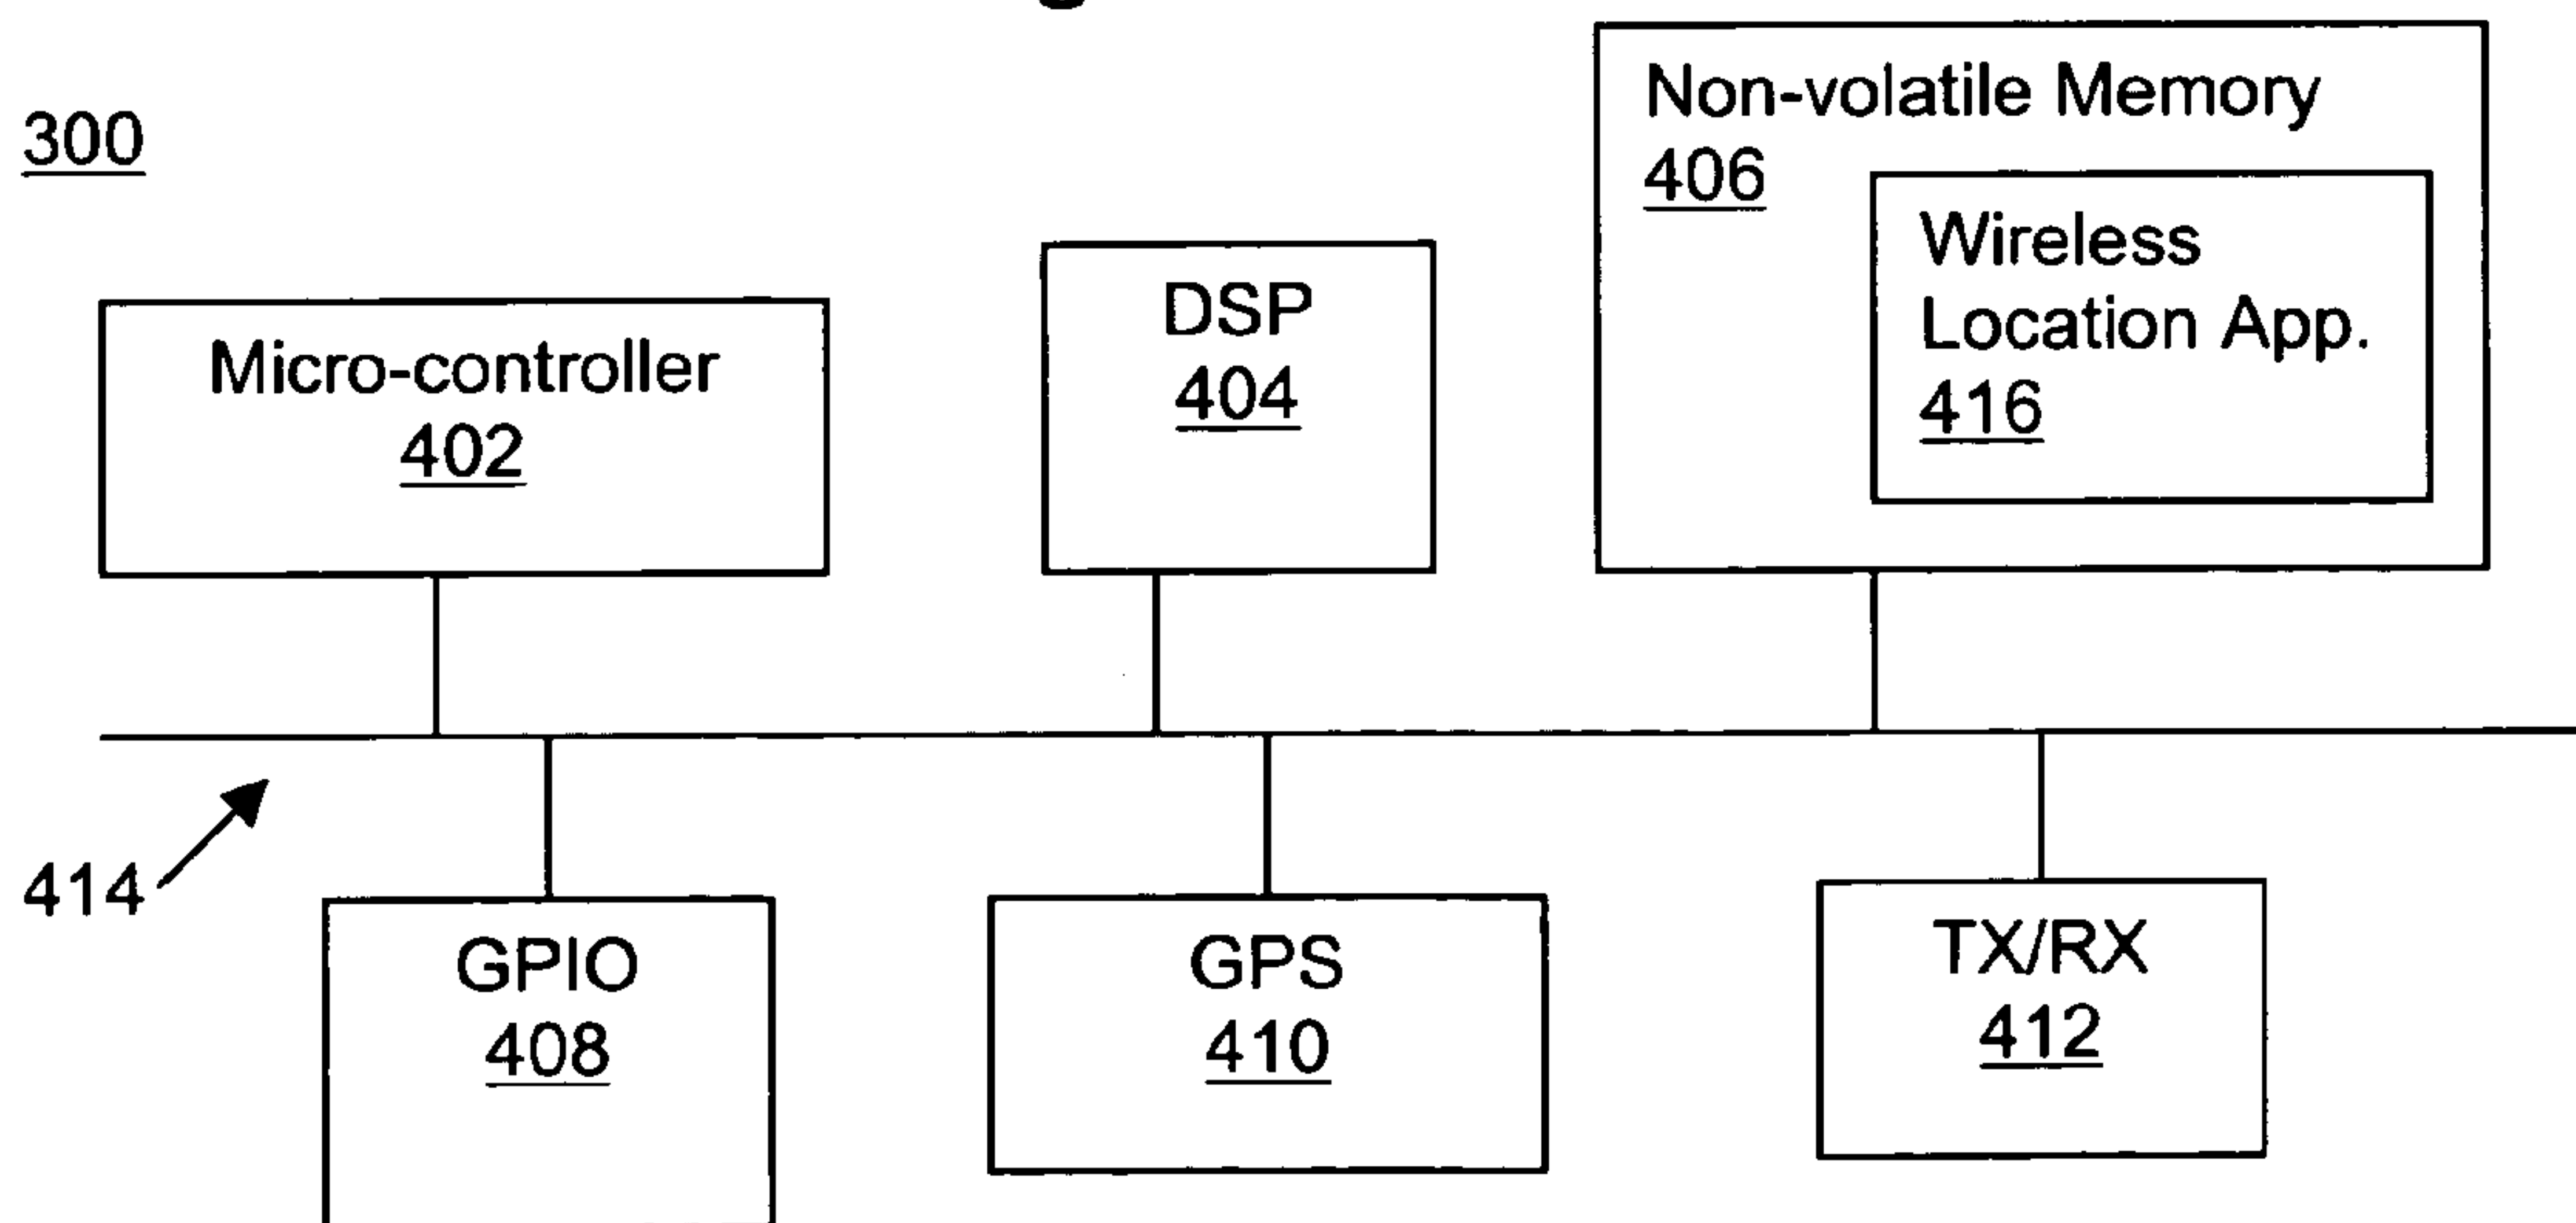 300
Non-volatile Memory
406
Wireless
Location App.
416
DSP
404
Micro-controller
402
414
GPIO
408
GPS
410
TX/RX
412